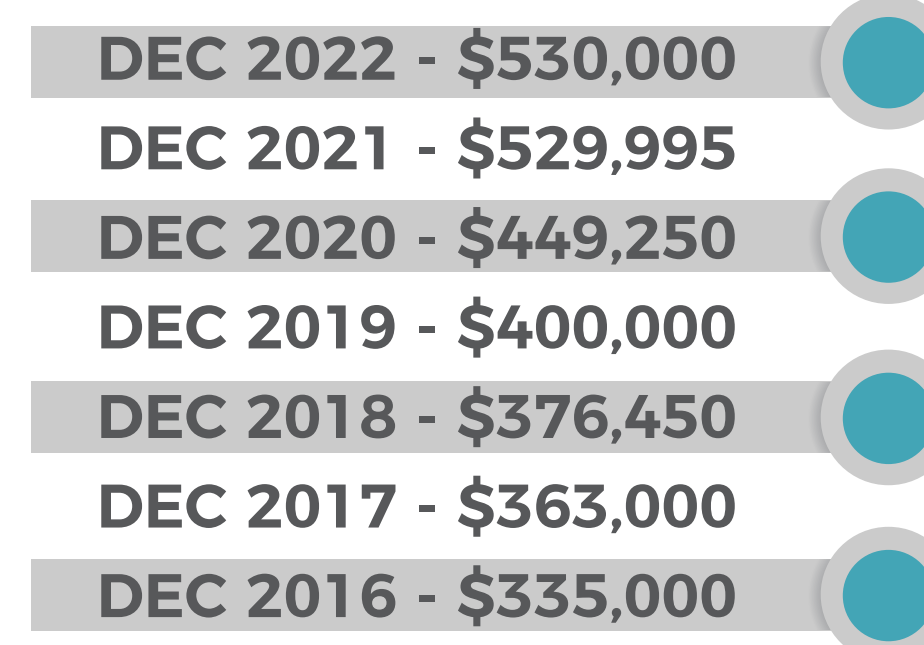 DEC 2022 - $530,000
DEC 2021 - $529,995
DEC 2020 - $449,250
DEC 2019 - $400,000
DEC 2018 - $376,450
DEC 2017 - $363,000
DEC 2016 - $335,000